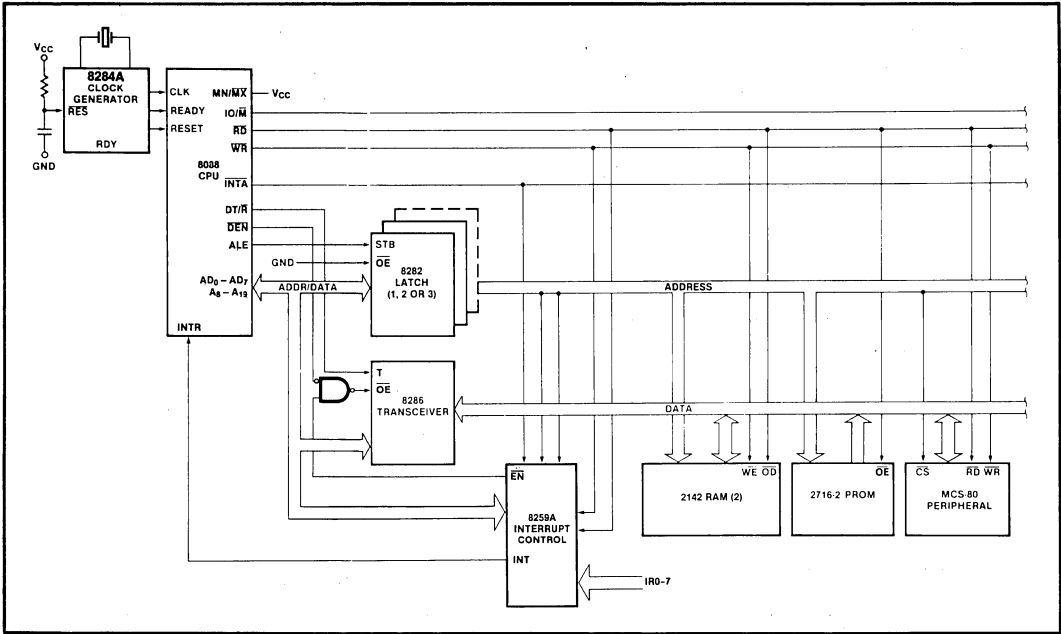 VCC
8284A
CLOCK
GENERATOR
RES
RDY
GND
CLK
READY
RESET
8088
CPU
MN/MX
VCC
IO/M
RD
WR
INTA
DT/R
DEN
ALE
AD0 – AD7
A8 – A19
INTR
GND
ADDR/DATA
STB
OE
8282
LATCH
(1, 2 OR 3)
ADDRESS
T
OE
8286
TRANSCEIVER
DATA
EN
8259A
INTERRUPT
CONTROL
INT
IR0-7
WE OD
2142 RAM (2)
OE
2716-2 PROM
CS RD WR
MCS-80
PERIPHERAL